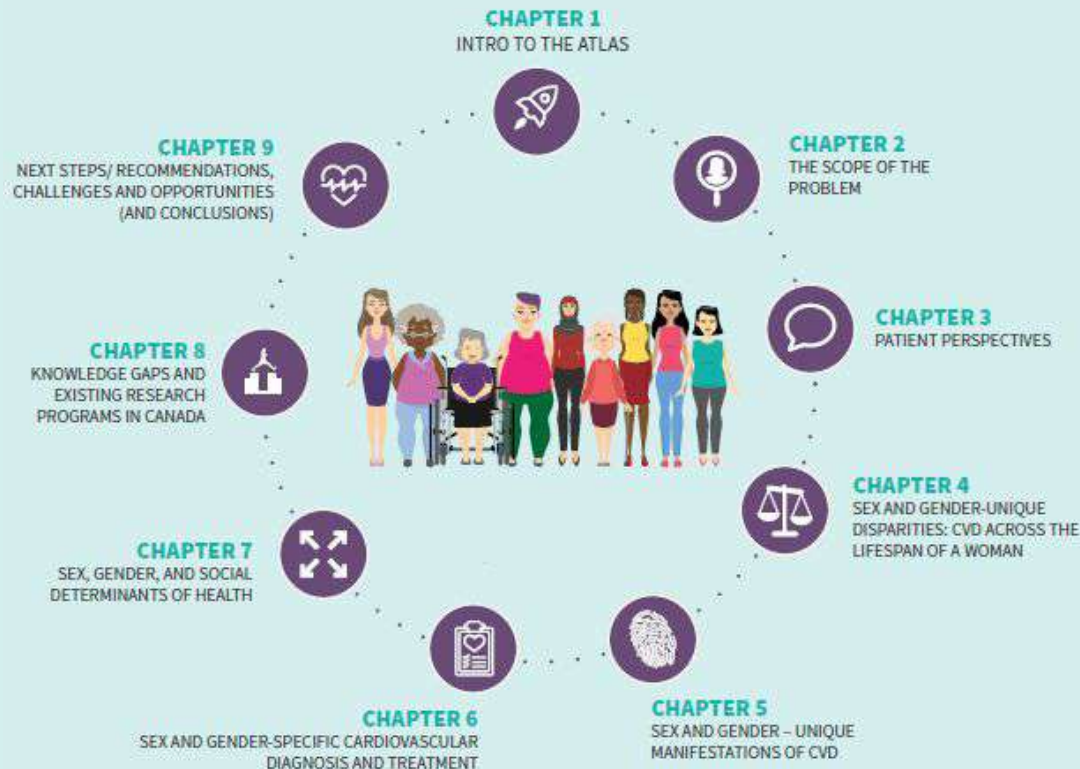 CHAPTER 1
INTRO TO THE ATLAS
CHAPTER 2
THE SCOPE OF THE
PROBLEM
CHAPTER 3
PATIENT PERSPECTIVES
CHAPTER 4
SEX AND GENDER-UNIQUE
DISPARITIES: CVD ACROSS THE
LIFESPAN OF A WOMAN
CHAPTER 5
SEX AND GENDER – UNIQUE
MANIFESTATIONS OF CVD
CHAPTER 6
SEX AND GENDER-SPECIFIC CARDIOVASCULAR
DIAGNOSIS AND TREATMENT
CHAPTER 7
SEX, GENDER, AND SOCIAL
DETERMINANTS OF HEALTH
CHAPTER 8
KNOWLEDGE GAPS AND
EXISTING RESEARCH
PROGRAMS IN CANADA
CHAPTER 9
NEXT STEPS/ RECOMMENDATIONS,
CHALLENGES AND OPPORTUNITIES
(AND CONCLUSIONS)